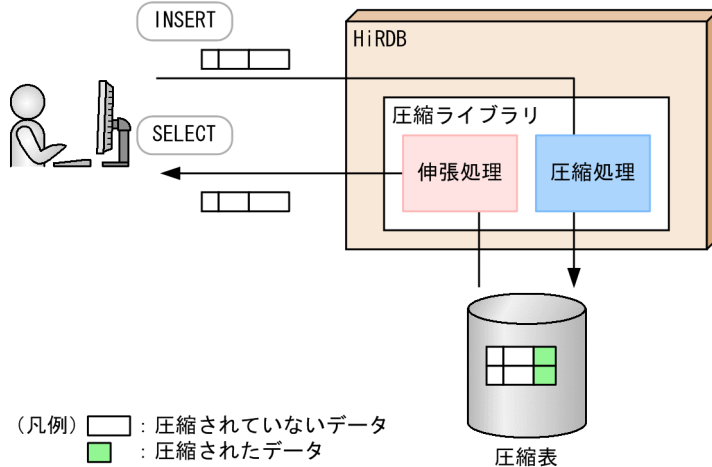 INSERT
HiRDB
圧縮ライブラリ
SELECT
伸張処理
圧縮処理
(凡例) : 圧縮されていないデータ
: 圧縮されたデータ
圧縮表